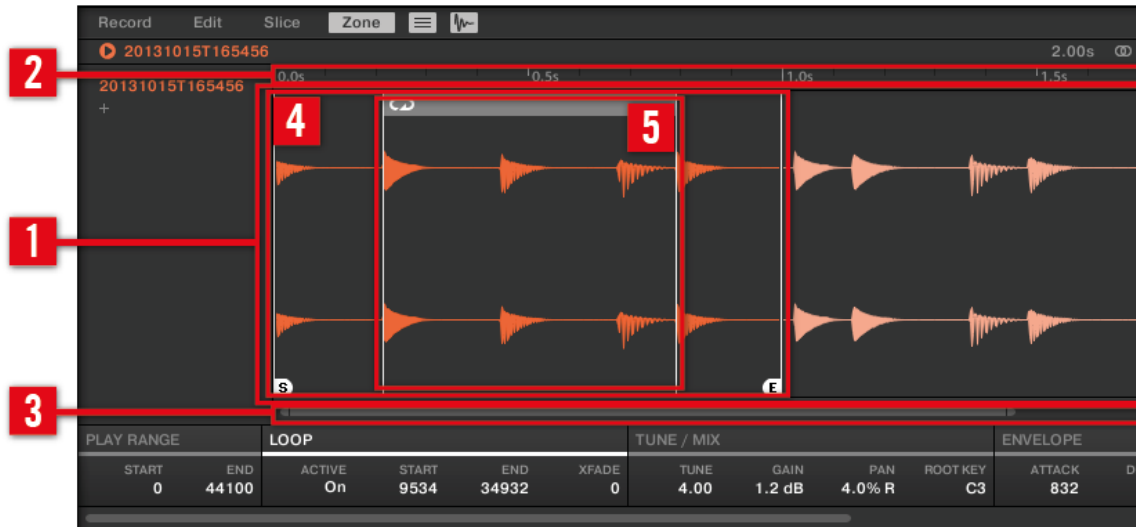 Record Edit Slice Zone
20131015T165456 2.00s
2
0.0s 0.5s 1.0s 1.5s
20131015T165456
+
4 5
1
S E
3
PLAY RANGE LOOP TUNE / MIX ENVELOPE
START END ACTIVE START END XFADE TUNE GAIN PAN ROOT KEY ATTACK D
0 44100 On 9534 34932 0 4.00 1.2 dB 4.0% R C3 832